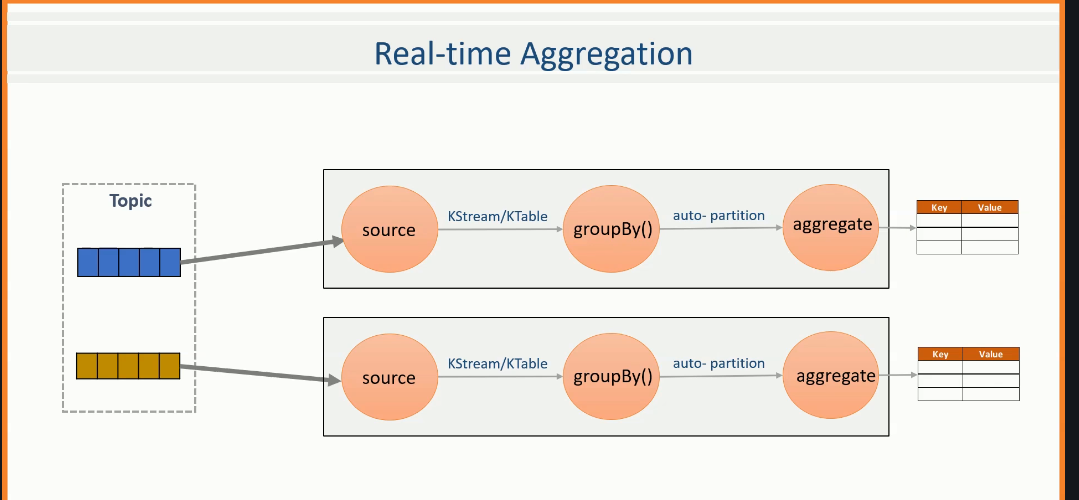 Real-time Aggregation
Topic
source
KStream/KTable
groupBy()
auto- partition
aggregate
Key Value
source
KStream/KTable
groupBy()
auto- partition
aggregate
Key Value